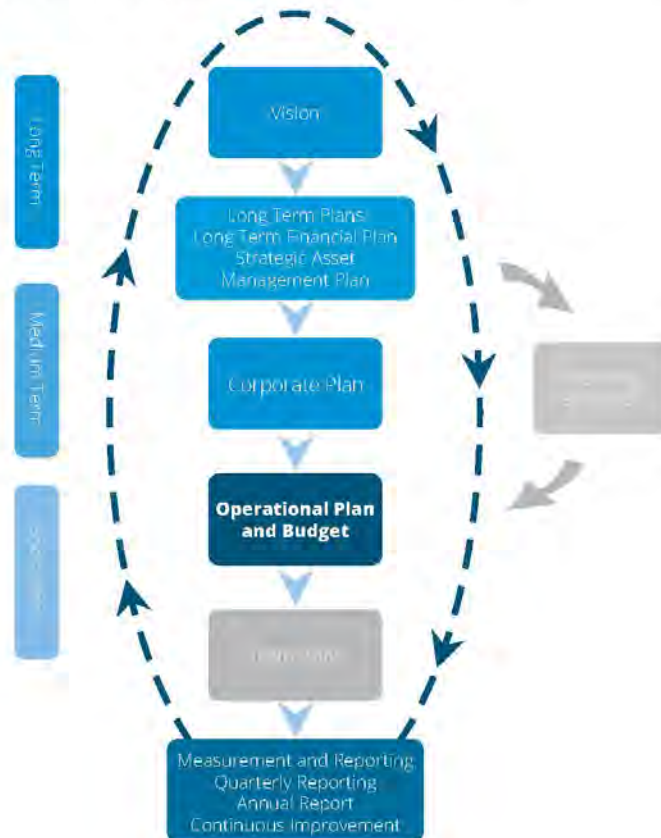 Long Term
Medium Term
Vision
Long Term Plans
Long Term Financial Plan
Strategic Asset
Management Plan
Corporate Plan
Operational Plan
and Budget
Measurement and Reporting
Quarterly Reporting
Annual Report
Continuous Improvement